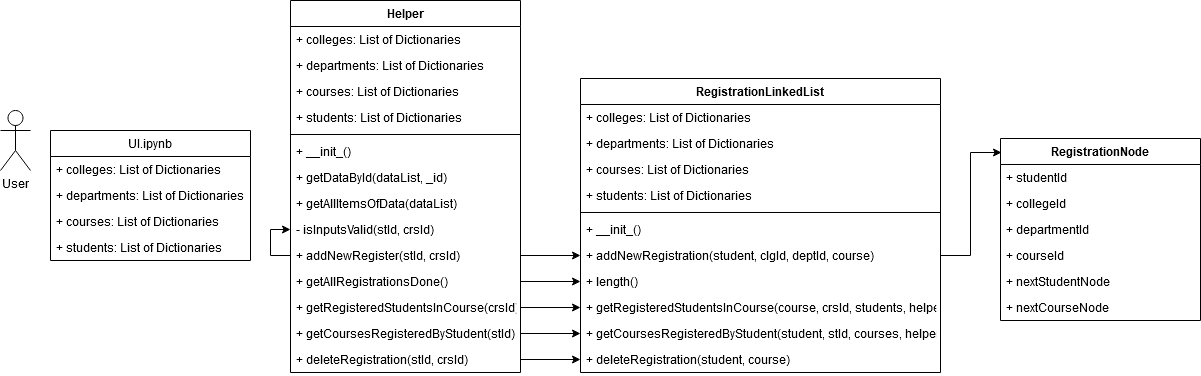 User
UI.ipynb
+ colleges: List of Dictionaries
+ departments: List of Dictionaries
+ courses: List of Dictionaries
+ students: List of Dictionaries
Helper
+ colleges: List of Dictionaries
+ departments: List of Dictionaries
+ courses: List of Dictionaries
+ students: List of Dictionaries
+ __init_()
+ getDataById(dataList, _id)
+ getAllItemsOfData(dataList)
- isInputsValid(stId, crsId)
+ addNewRegister(stId, crsId)
+ getAllRegistrationsDone()
+ getRegisteredStudentsInCourse(crsId)
+ getCoursesRegisteredByStudent(stId)
+ deleteRegistration(stId, crsId)
RegistrationLinkedList
+ colleges: List of Dictionaries
+ departments: List of Dictionaries
+ courses: List of Dictionaries
+ students: List of Dictionaries
+ __init_()
+ addNewRegistration(student, clgId, deptId, course)
+ length()
+ getRegisteredStudentsInCourse(course, crsId, students, helpe
+ getCoursesRegisteredByStudent(student, stId, courses, helpe
+ deleteRegistration(student, course)
RegistrationNode
+ studentId
+ collegeId
+ departmentId
+ courseId
+ nextStudentNode
+ nextCourseNode